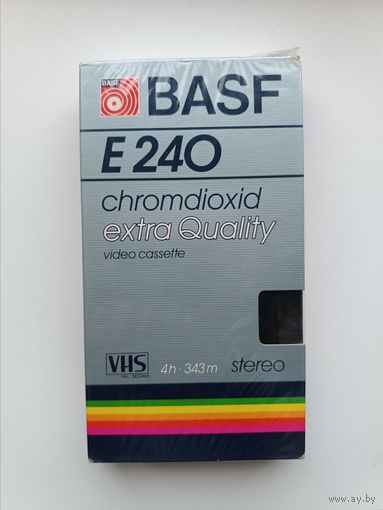 BASF
BASF
E 240
chromdioxid
extra Quality
video cassette
VHS
PAL SECAM
4h · 343 m
stereo
www.ay.by